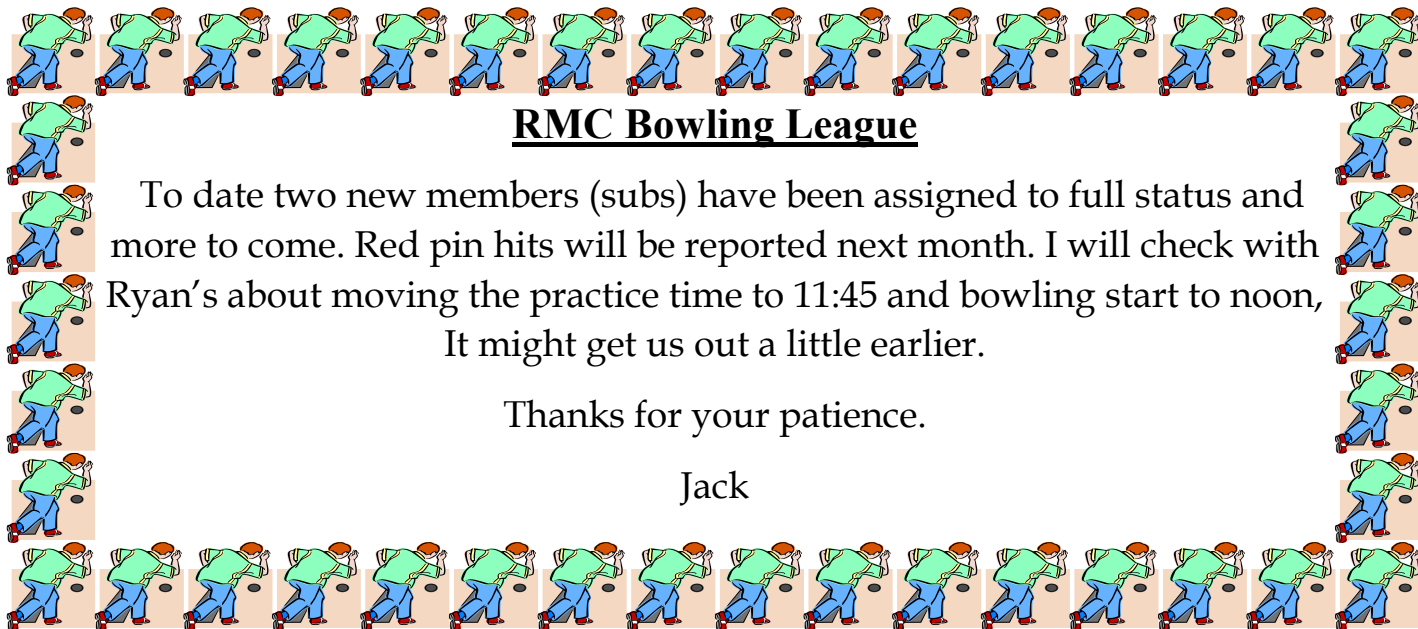 RMC Bowling League
To date two new members (subs) have been assigned to full status and
more to come. Red pin hits will be reported next month. I will check with
Ryan’s about moving the practice time to 11:45 and bowling start to noon,
It might get us out a little earlier.
Thanks for your patience.
Jack